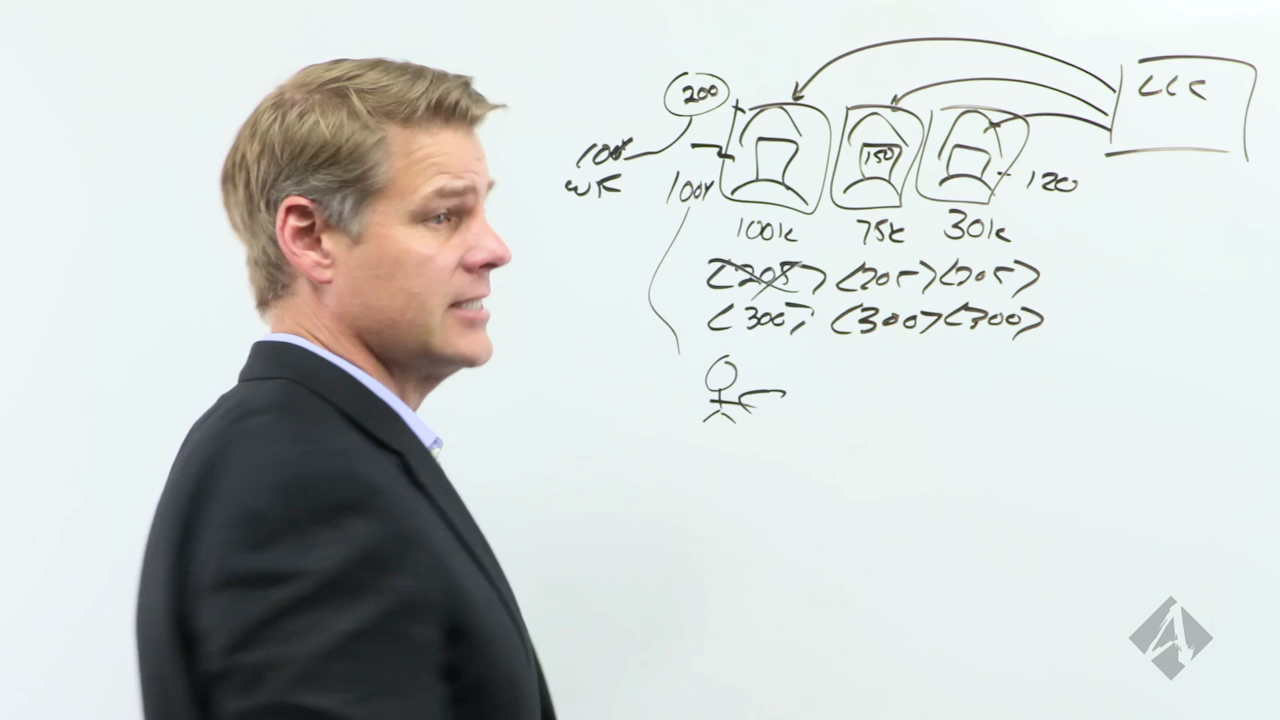 LLC
200
100K
WK
100K
150
120
100k
75k
30k
<205> <205> <205>
<300> <300> <300>